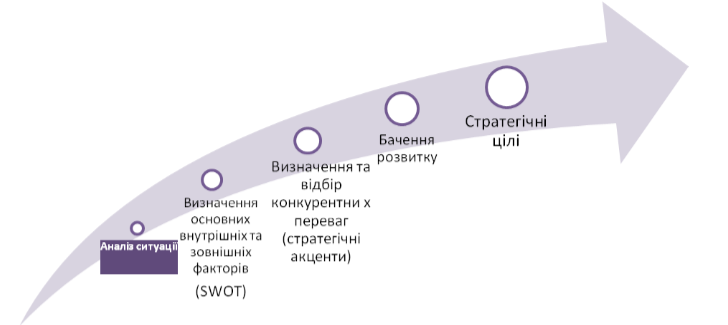 Аналіз ситуації
Визначення
основних
внутрішніх та
зовнішніх
факторів
(SWOT)
Визначення та
відбір
конкурентни х
переваг
(стратегічні
акценти)
Бачення
розвитку
Стратегічні
цілі